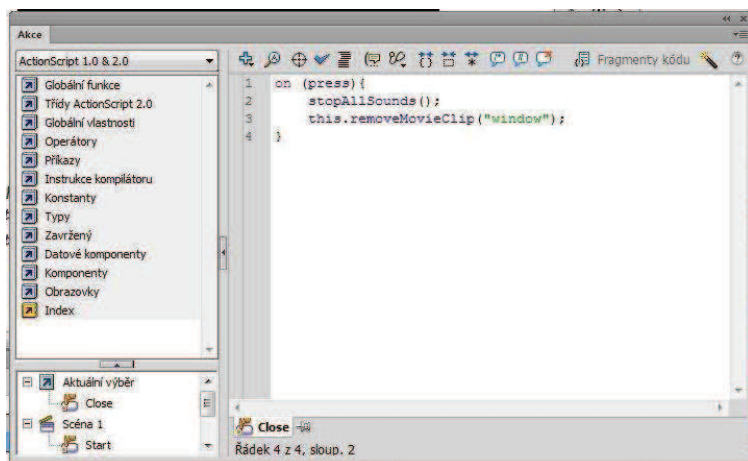 Akce
ActionScript 1.0 & 2.0
Fragmenty kódu
Globální funkce
Třídy ActionScript 2.0
Globální vlastnosti
Operátory
Příkazy
Instrukce kompilátoru
Konstanty
Typy
Zavržený
Datové komponenty
Komponenty
Obrazovky
Index
1 on (press){
2 stopAllSounds();
3 this.removeMovieClip("window");
4 }
Aktuální výběr
Close
Scéna 1
Start
Close
Řádek 4 z 4, sloup. 2